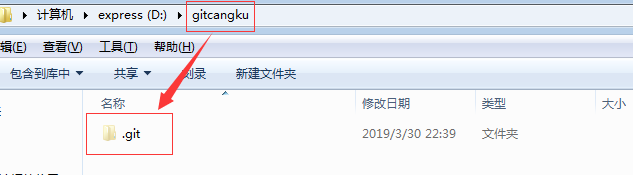 计算机 express (D:) gitcangku
查看(V) 工具(T) 帮助(H)
包含到库中 共享 刻录 新建文件夹
名称 修改日期 类型 大小
.git 2019/3/30 22:39 文件夹